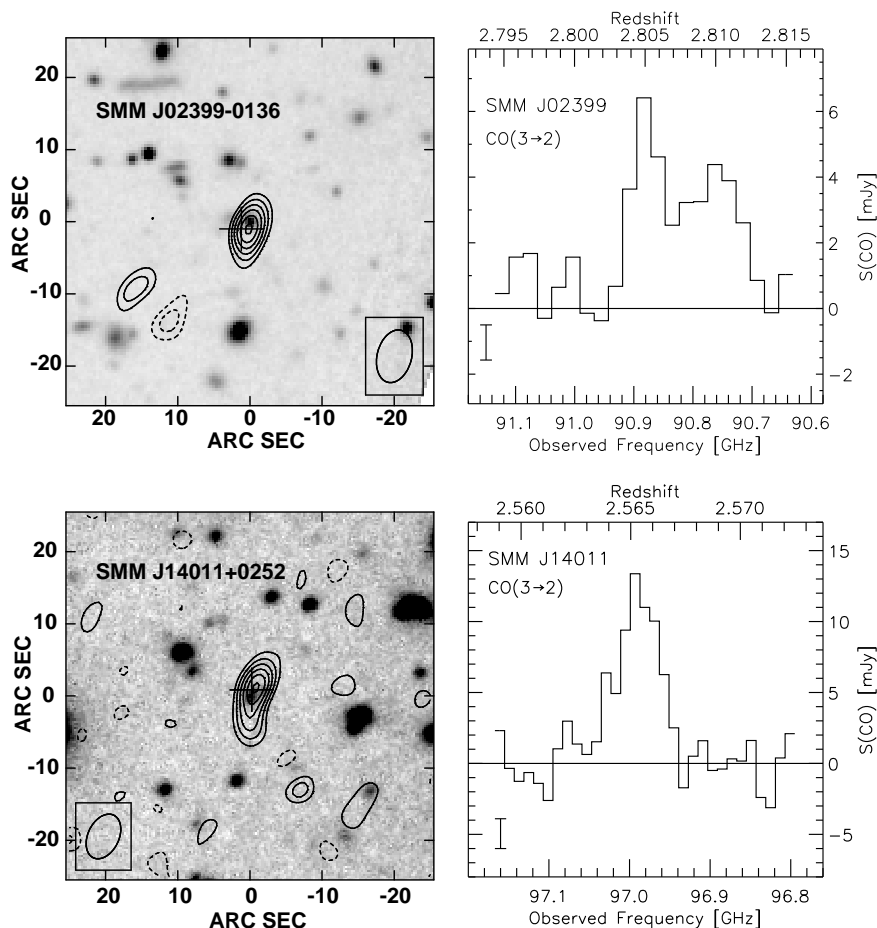 SMM J02399-0136
20
10
0
-10
-20
ARC SEC
20 10 0 -10 -20
ARC SEC
Redshift
2.795 2.800 2.805 2.810 2.815
SMM J02399
CO(3→2)
6
4
2
0
−2
S(CO) [mJy]
91.1 91.0 90.9 90.8 90.7 90.6
Observed Frequency [GHz]
SMM J14011+0252
20
10
0
-10
-20
ARC SEC
20 10 0 -10 -20
ARC SEC
Redshift
2.560 2.565 2.570
SMM J14011
CO(3→2)
15
10
5
0
−5
S(CO) [mJy]
97.1 97.0 96.9 96.8
Observed Frequency [GHz]